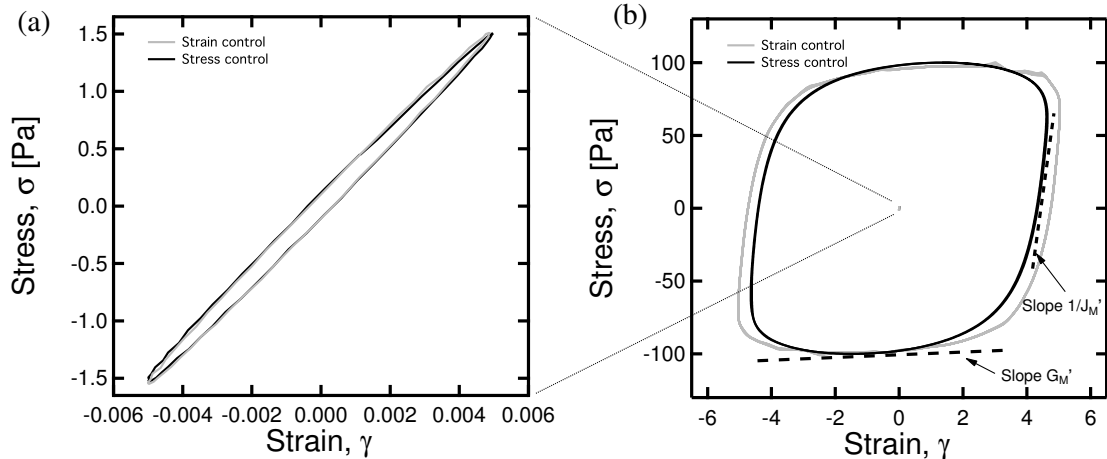 (a)
Strain control
Stress control
1.5
1.0
0.5
0.0
-0.5
-1.0
-1.5
Stress, σ [Pa]
-0.006
-0.004
-0.002
0.000
0.002
0.004
0.006
Strain, γ
(b)
Strain control
Stress control
100
50
0
-50
-100
Stress, σ [Pa]
Slope 1/J_M'
Slope G_M'
-6
-4
-2
0
2
4
6
Strain, γ